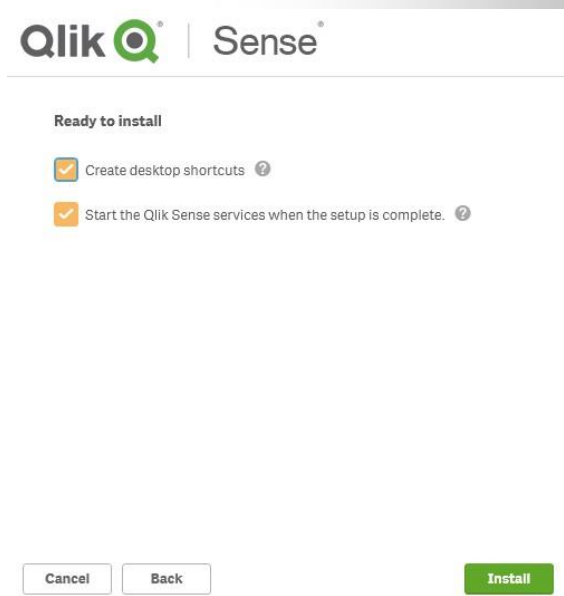 Qlik Q® | Sense®
Ready to install
Create desktop shortcuts ?
Start the Qlik Sense services when the setup is complete. ?
Cancel Back Install